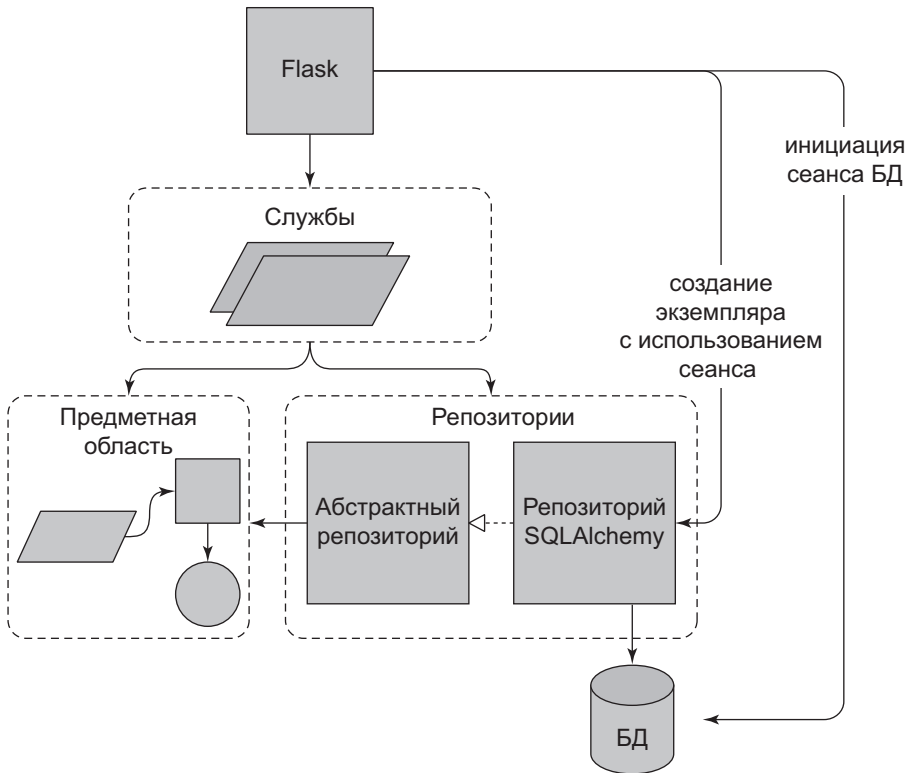 Flask
инициация
сеанса БД
Службы
создание
экземпляра
с использованием
сеанса
Предметная
область
Репозитории
Абстрактный
репозиторий
Репозиторий
SQLAlchemy
БД